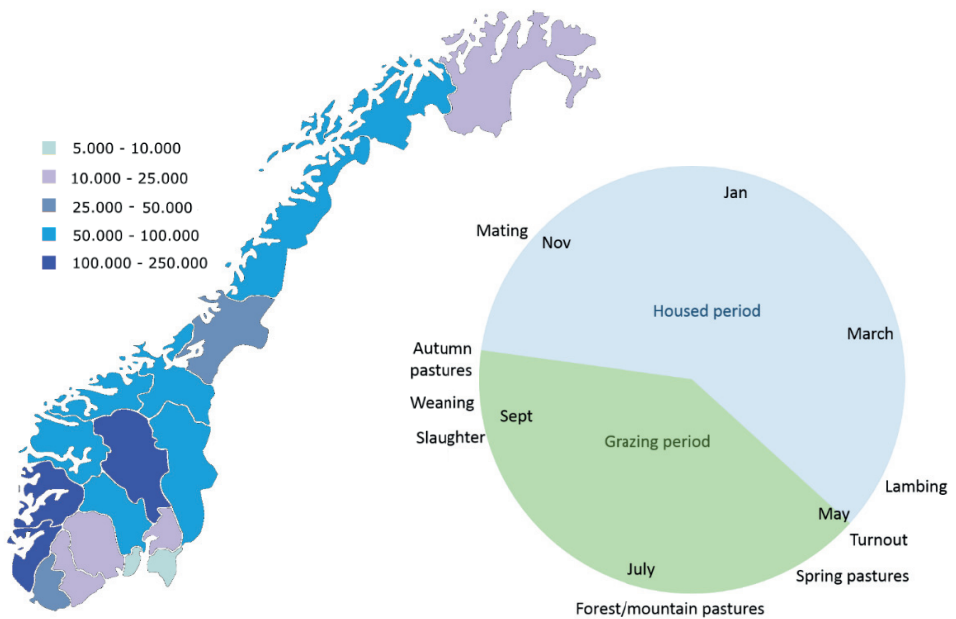 5.000 - 10.000
10.000 - 25.000
25.000 - 50.000
50.000 - 100.000
100.000 - 250.000
Jan
Mating
Nov
Housed period
March
Autumn
pastures
Weaning
Sept
Slaughter
Grazing period
Lambing
May
Turnout
July
Spring pastures
Forest/mountain pastures